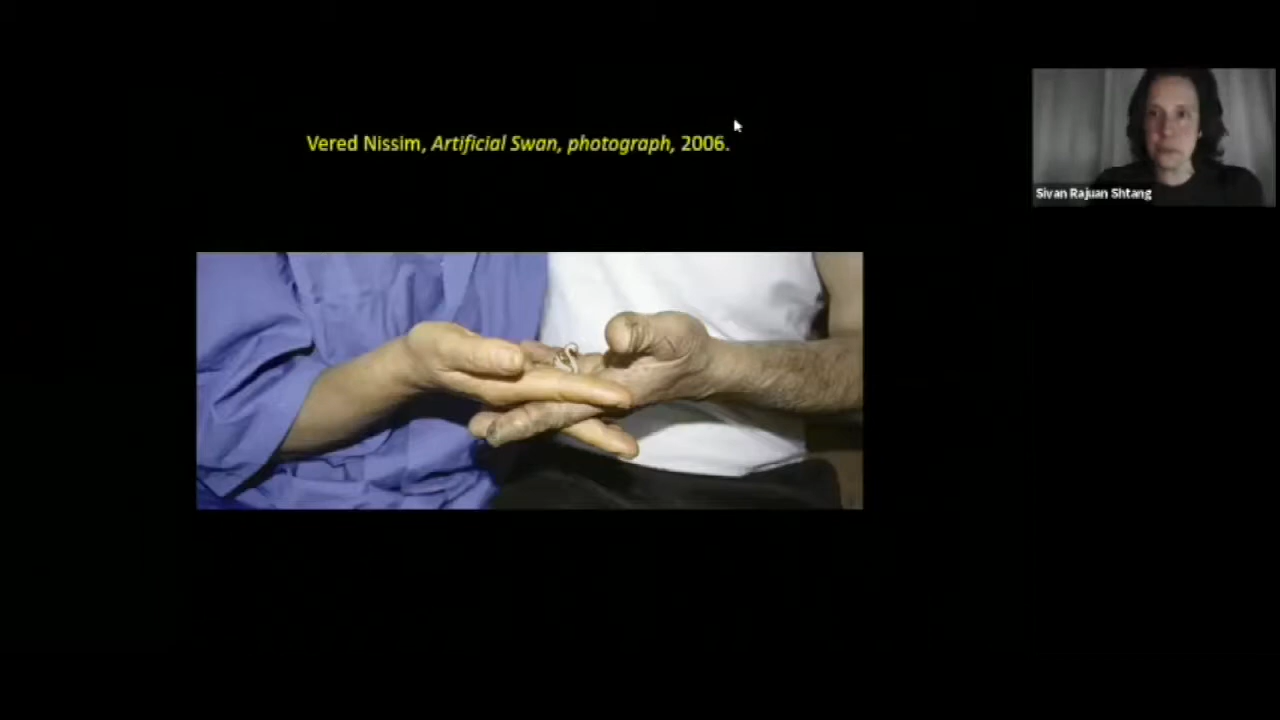 Vered Nissim, Artificial Swan, photograph, 2006.
Sivan Rajuan Shtang